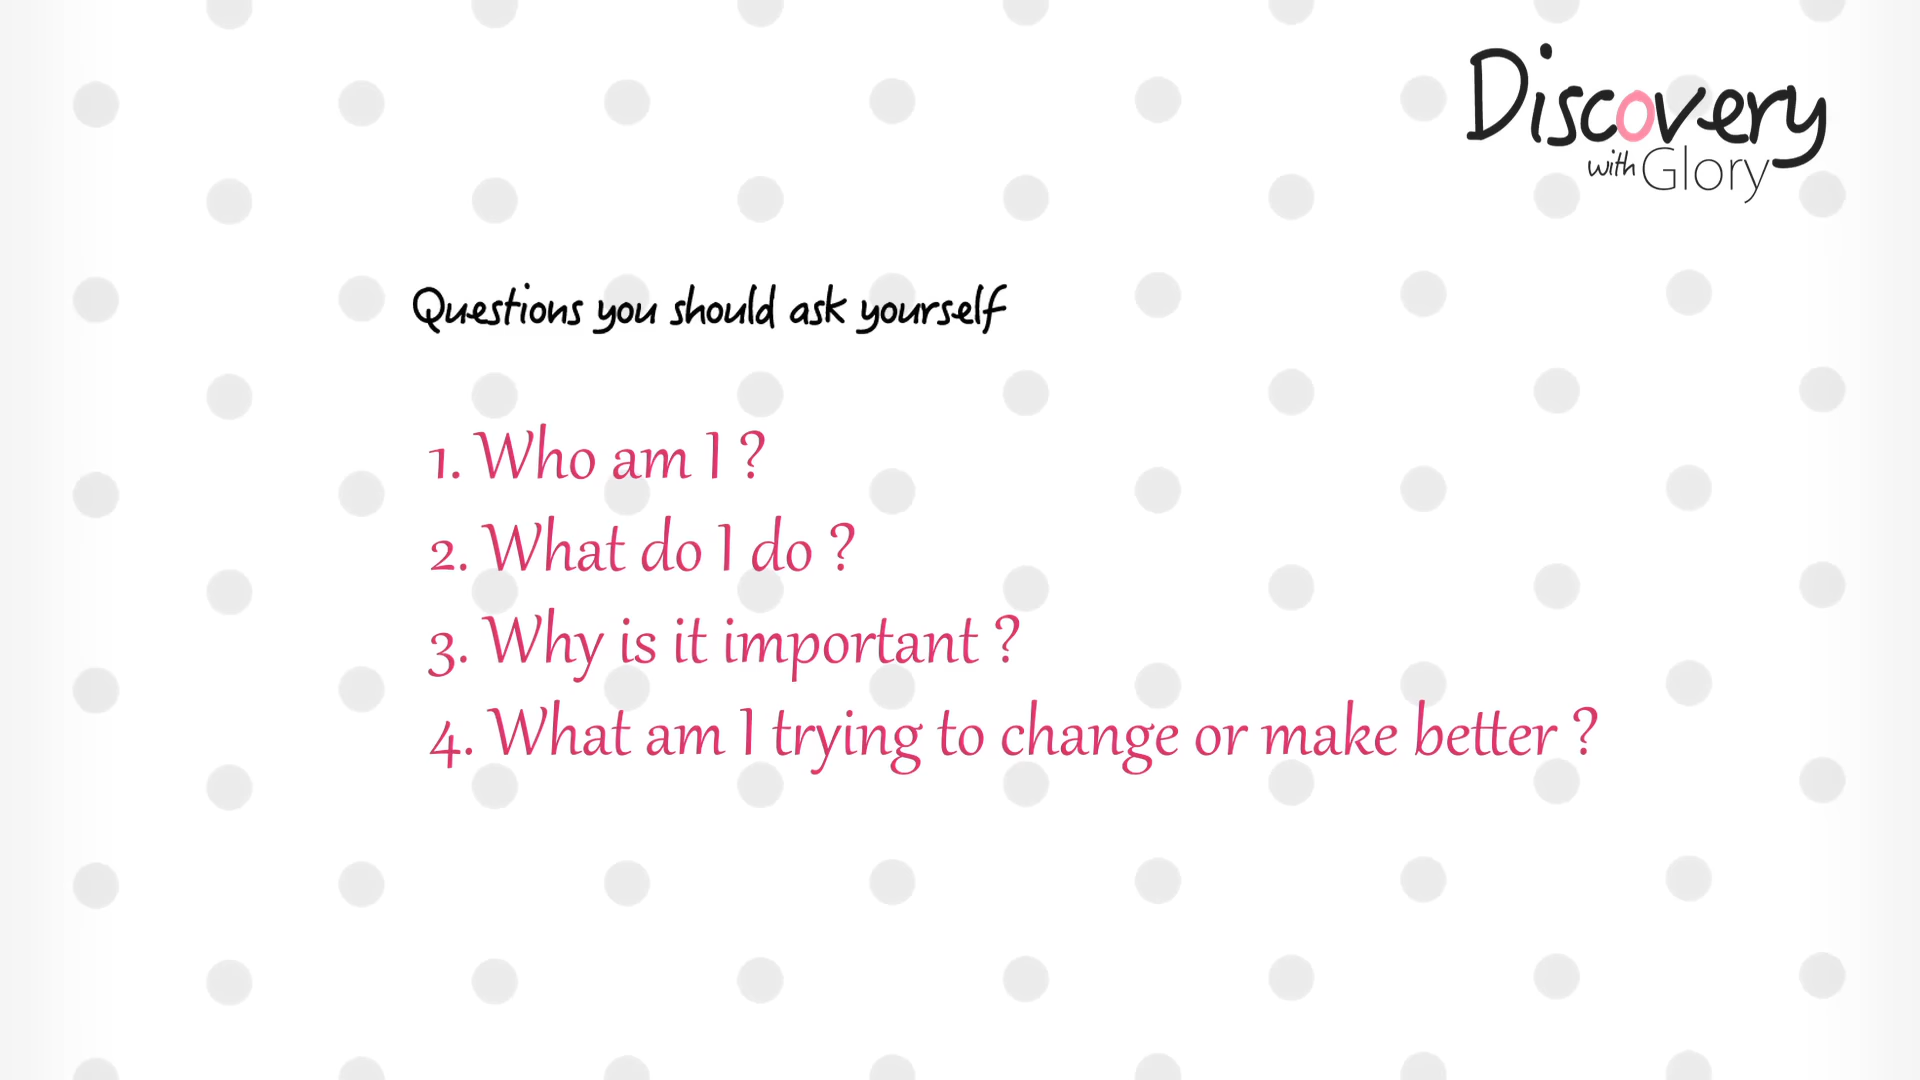 Discovery
with Glory
Questions you should ask yourself
1. Who am I ?
2. What do I do ?
3. Why is it important ?
4. What am I trying to change or make better ?